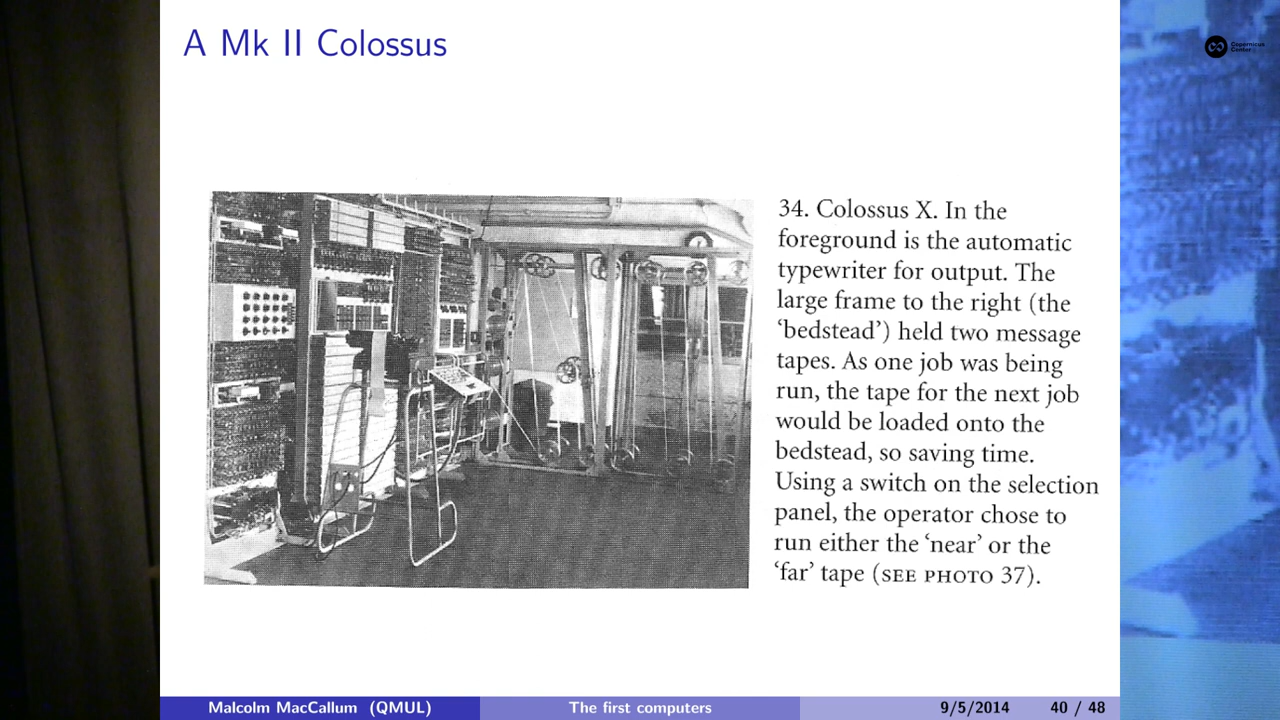 A Mk II Colossus
Copernicus
Center
34. Colossus X. In the
foreground is the automatic
typewriter for output. The
large frame to the right (the
‘bedstead’) held two message
tapes. As one job was being
run, the tape for the next job
would be loaded onto the
bedstead, so saving time.
Using a switch on the selection
panel, the operator chose to
run either the ‘near’ or the
‘far’ tape (SEE PHOTO 37).
Malcolm MacCallum (QMUL)
The first computers
9/5/2014
40 / 48